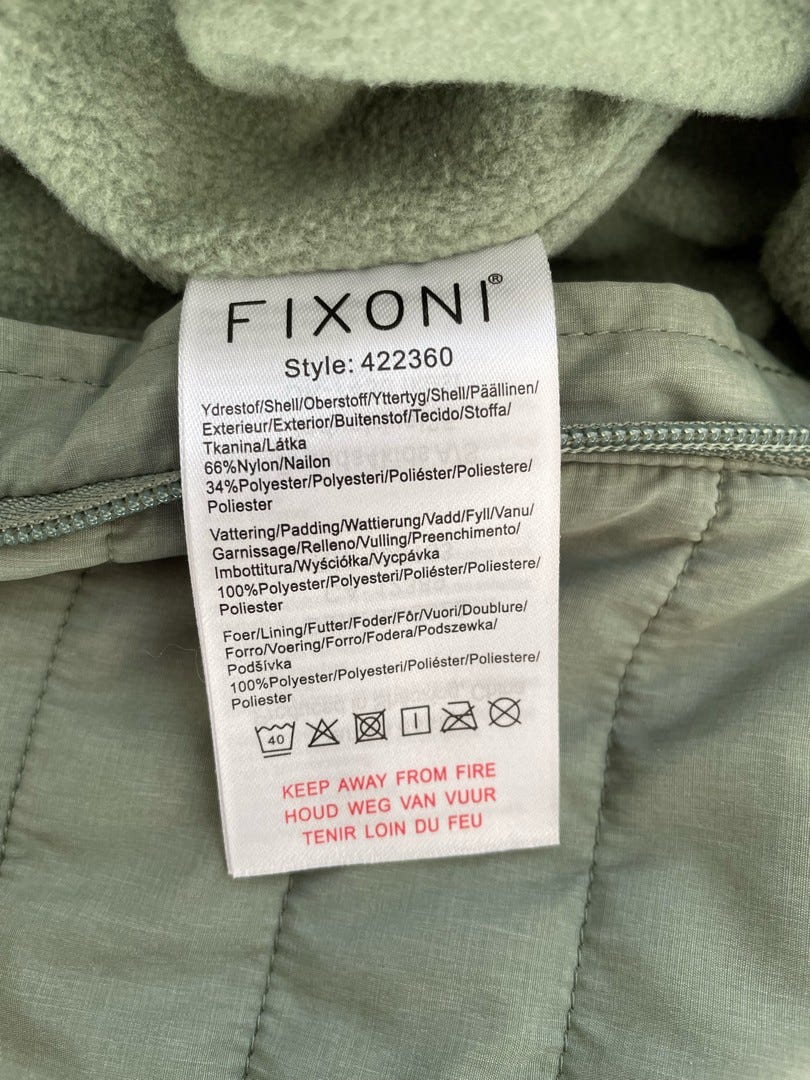 FIXONI®
Style: 422360
Ydrestof/Shell/Oberstoff/Yttertyg/Shell/Päällinen/
Exterieur/Exterior/Buitenstof/Tecido/Stoffa/
Tkanina/Látka
66%Nylon/Nailon
34%Polyester/Polyesteri/Poliéster/Poliestere/
Poliester
Vattering/Padding/Wattierung/Vadd/Fyll/Vanu/
Garnissage/Relleno/Vulling/Preenchimento/
Imbottitura/Wyściółka/Vycpávka
100%Polyester/Polyesteri/Poliéster/Poliestere/
Poliester
Foer/Lining/Futter/Foder/Fôr/Vuori/Doublure/
Forro/Voering/Forro/Fodera/Podszewka/
Podšívka
100%Polyester/Polyesteri/Poliéster/Poliestere/
Poliester
40
KEEP AWAY FROM FIRE
HOUD WEG VAN VUUR
TENIR LOIN DU FEU